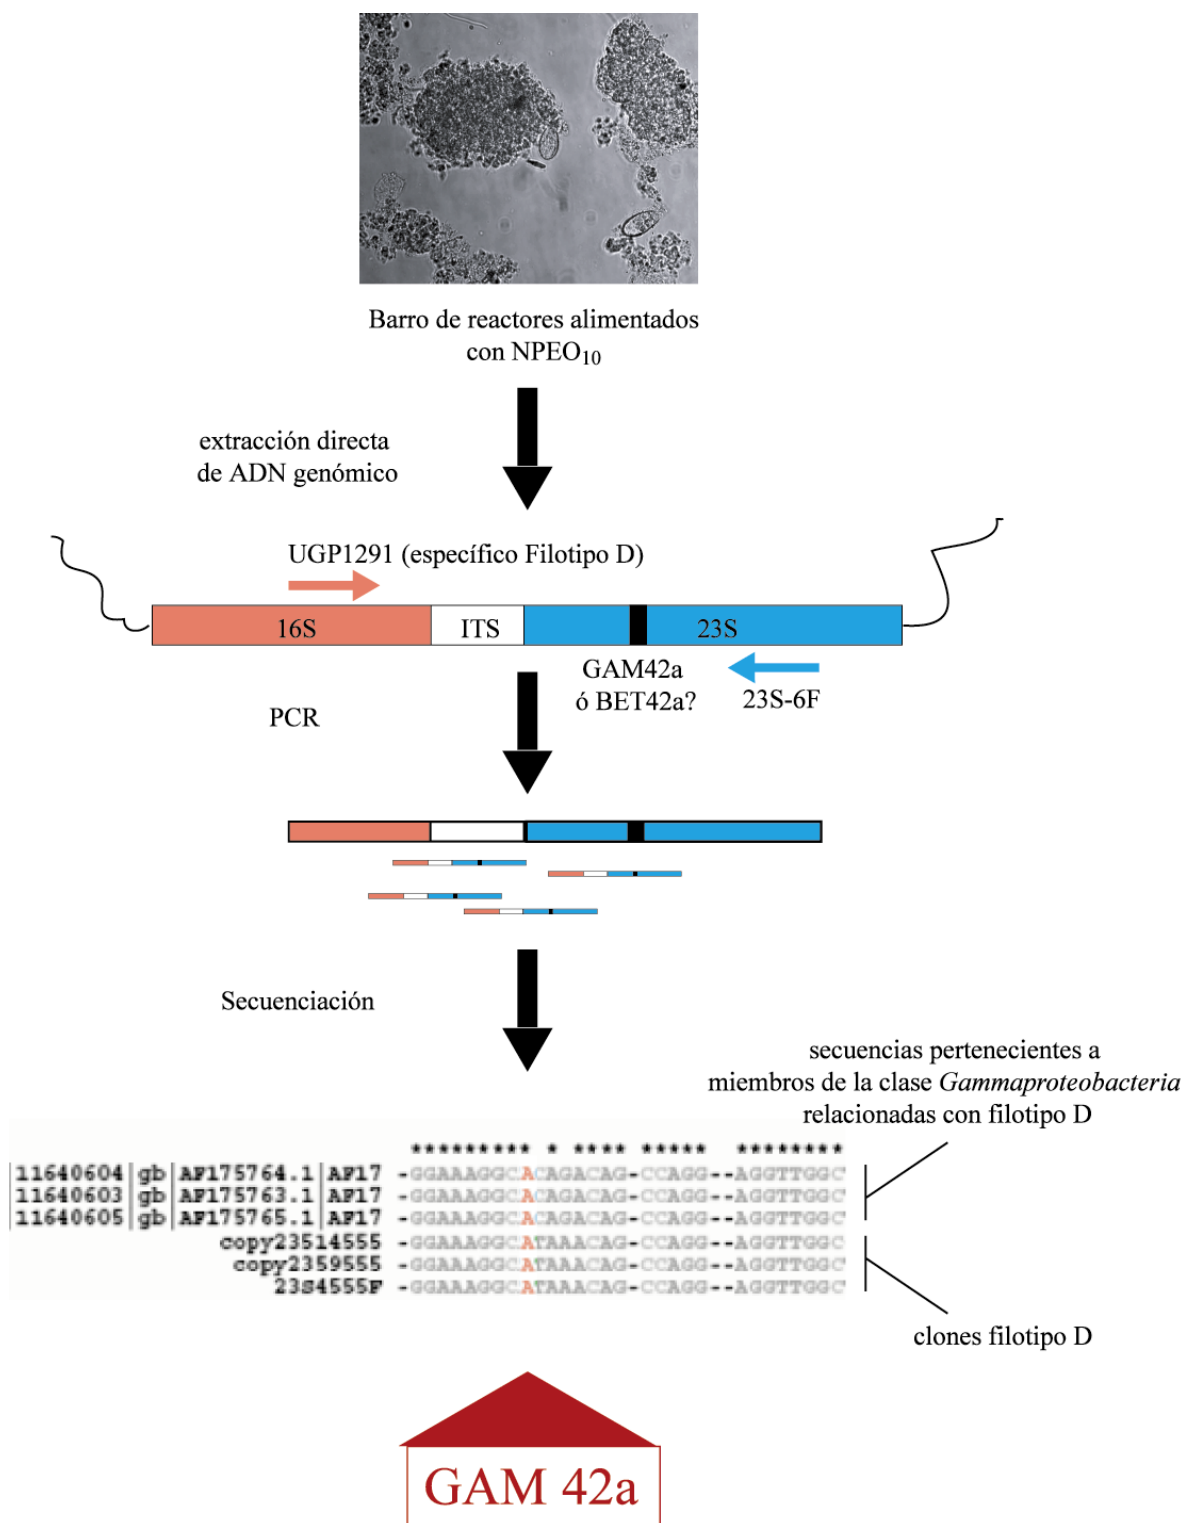 Barro de reactores alimentados
con NPEO10
extracción directa
de ADN genómico
UGP1291 (específico Filotipo D)
16S
ITS
23S
GAM42a
ó BET42a?
23S-6F
PCR
Secuenciación
secuencias pertenecientes a
miembros de la clase Gammaproteobacteria
relacionadas con filotipo D
********* * **** ***** ********
|11640604|gb|AF175764.1|AF17 -GGAAAGGCACAGACAG-CCAGG--AGGTTGGC
|11640603|gb|AF175763.1|AF17 -GGAAAGGCACAGACAG-CCAGG--AGGTTGGC
|11640605|gb|AF175765.1|AF17 -GGAAAGGCACAGACAG-CCAGG--AGGTTGGC
copy23514555 -GGAAAGGCATAAACAG-CCAGG--AGGTTGGC
copy2359555 -GGAAAGGCATAAACAG-CCAGG--AGGTTGGC
23S4555F -GGAAAGGCATAAACAG-CCAGG--AGGTTGGC
clones filotipo D
GAM 42a